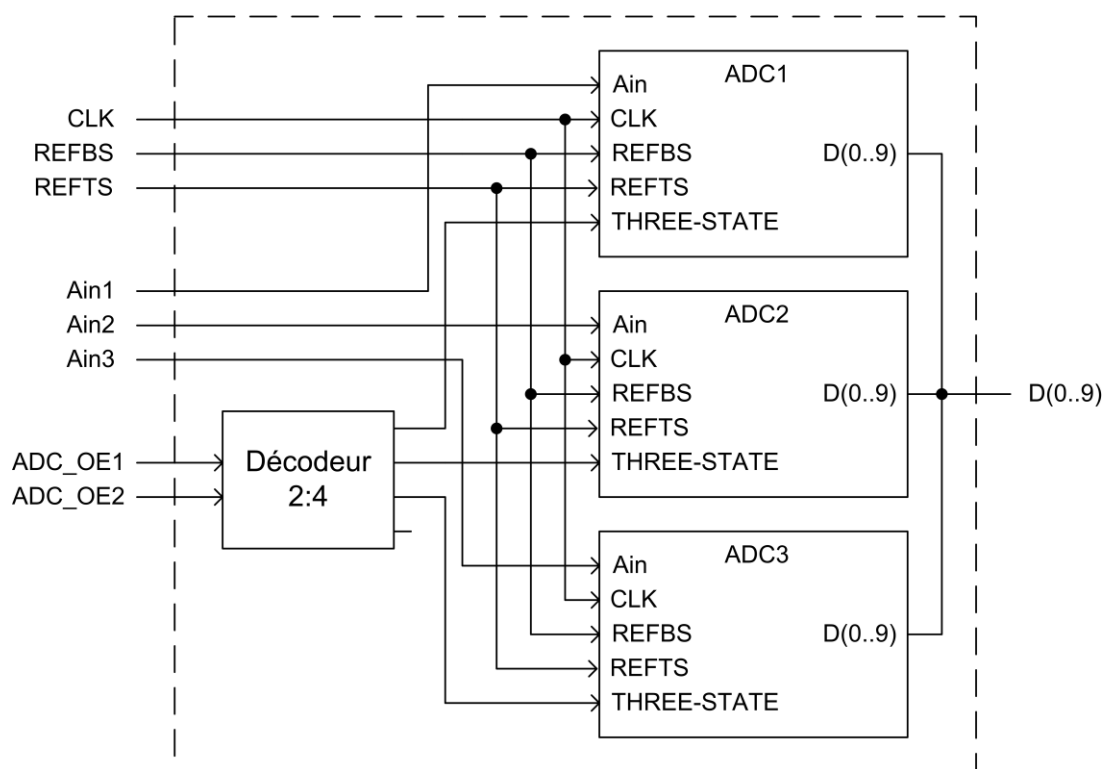 CLK
REFBS
REFTS
Ain1
Ain2
Ain3
ADC_OE1
ADC_OE2
Décodeur
2:4
ADC1
Ain
CLK
REFBS
D(0..9)
REFTS
THREE-STATE
ADC2
Ain
CLK
REFBS
D(0..9)
REFTS
THREE-STATE
ADC3
Ain
CLK
REFBS
D(0..9)
REFTS
THREE-STATE
D(0..9)